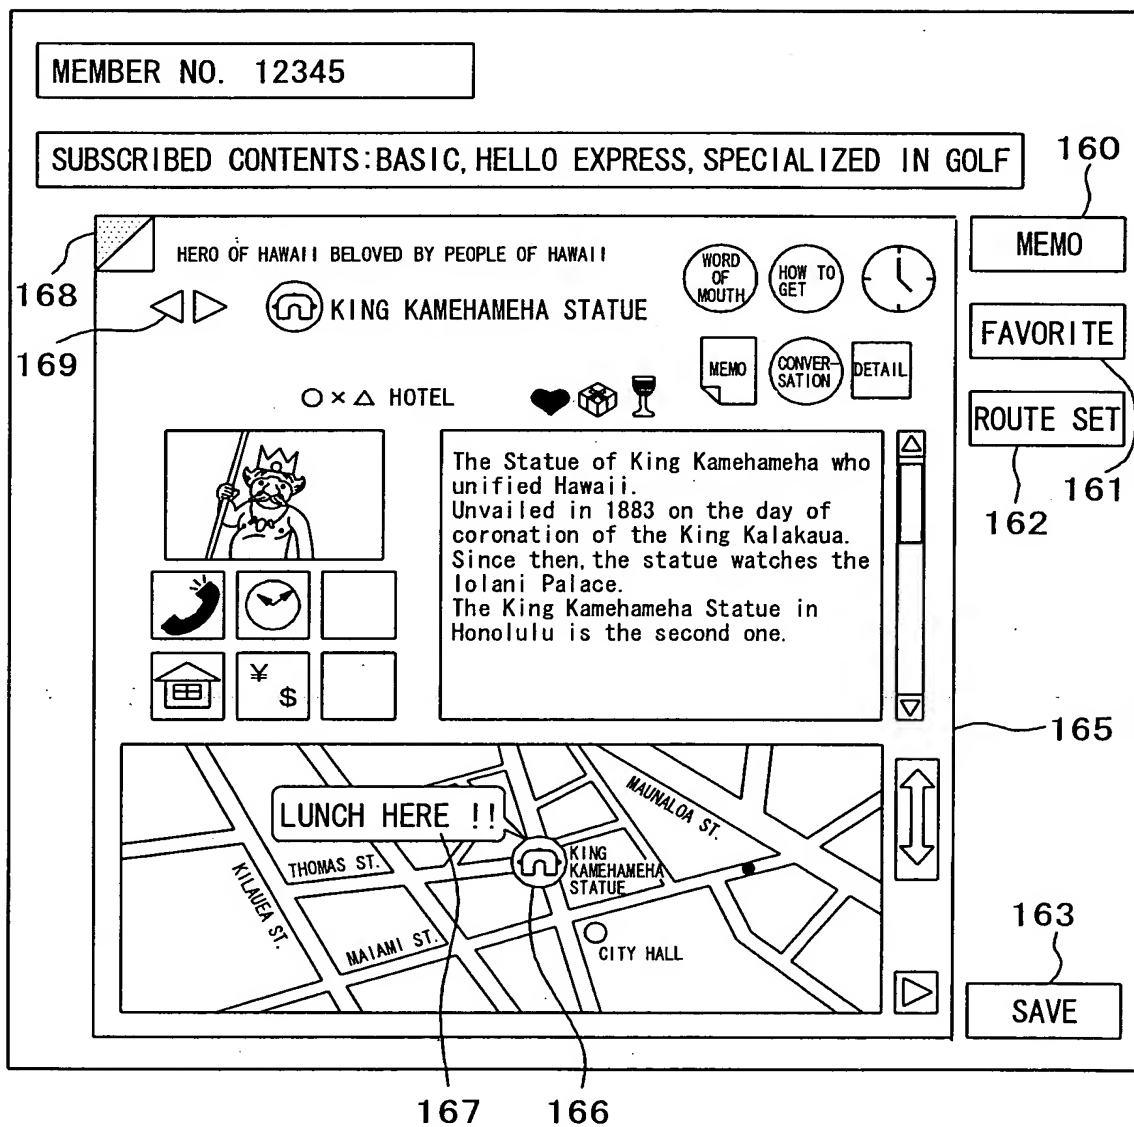 MEMBER NO. 12345
SUBSCRIBED CONTENTS:BASIC, HELLO EXPRESS, SPECIALIZED IN GOLF
160
MEMO
168
HERO OF HAWAII BELOVED BY PEOPLE OF HAWAII
WORD
OF
MOUTH
HOW TO
GET
169
KING KAMEHAMEHA STATUE
FAVORITE
161
MEMO
CONVER-
SATION
DETAIL
○×△ HOTEL
ROUTE SET
162
The Statue of King Kamehameha who
unified Hawaii.
Unvailed in 1883 on the day of
coronation of the King Kalakaua.
Since then, the statue watches the
Iolani Palace.
The King Kamehameha Statue in
Honolulu is the second one.
¥
$
165
LUNCH HERE !!
MAUNALOA ST.
THOMAS ST.
KING
KAMEHAMEHA
STATUE
KILAUEA ST.
MAIAMI ST.
CITY HALL
163
SAVE
167
166